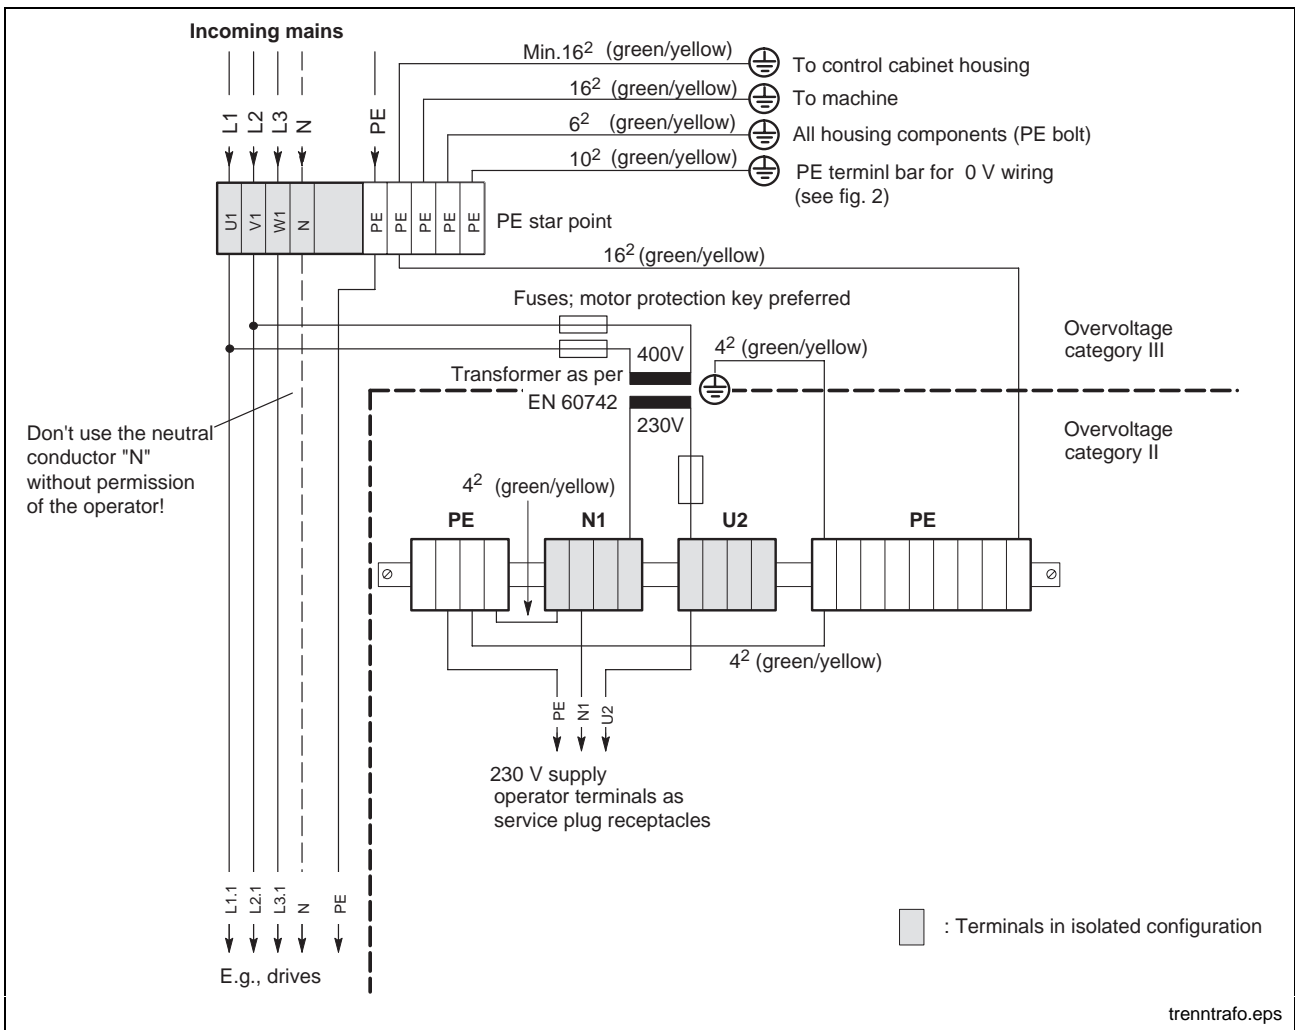 Incoming mains
Min.16² (green/yellow)
To control cabinet housing
16² (green/yellow)
To machine
6² (green/yellow)
All housing components (PE bolt)
10² (green/yellow)
PE terminl bar for 0 V wiring
(see fig. 2)
L1
L2
L3
N
PE
U1
V1
W1
N
PE
PE
PE
PE
PE
PE star point
16² (green/yellow)
Fuses; motor protection key preferred
400V
4² (green/yellow)
Overvoltage
category III
Transformer as per
EN 60742
230V
Overvoltage
category II
Don't use the neutral
conductor "N"
without permission
of the operator!
4² (green/yellow)
PE
N1
U2
PE
4² (green/yellow)
PE
N1
U2
230 V supply
operator terminals as
service plug receptacles
L1.1
L2.1
L3.1
N
PE
E.g., drives
: Terminals in isolated configuration
trenntrafo.eps